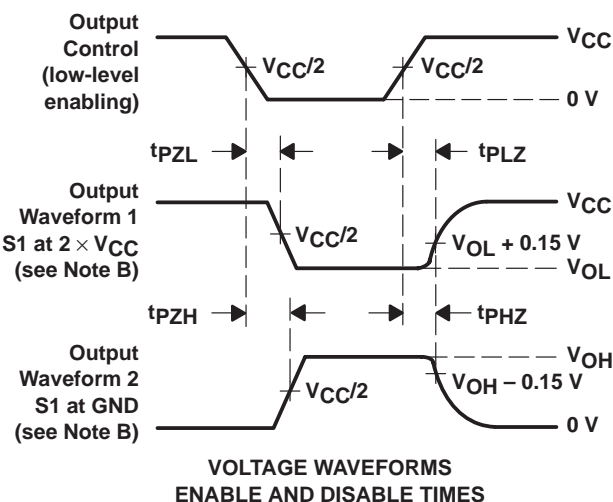 Output
Control
(low-level
enabling)
VCC/2
VCC/2
VCC
0 V
tPZL
tPLZ
Output
Waveform 1
S1 at 2 × VCC
(see Note B)
VCC/2
VCC
VOL + 0.15 V
VOL
tPZH
tPHZ
Output
Waveform 2
S1 at GND
(see Note B)
VCC/2
VOH
VOH – 0.15 V
0 V
VOLTAGE WAVEFORMS
ENABLE AND DISABLE TIMES